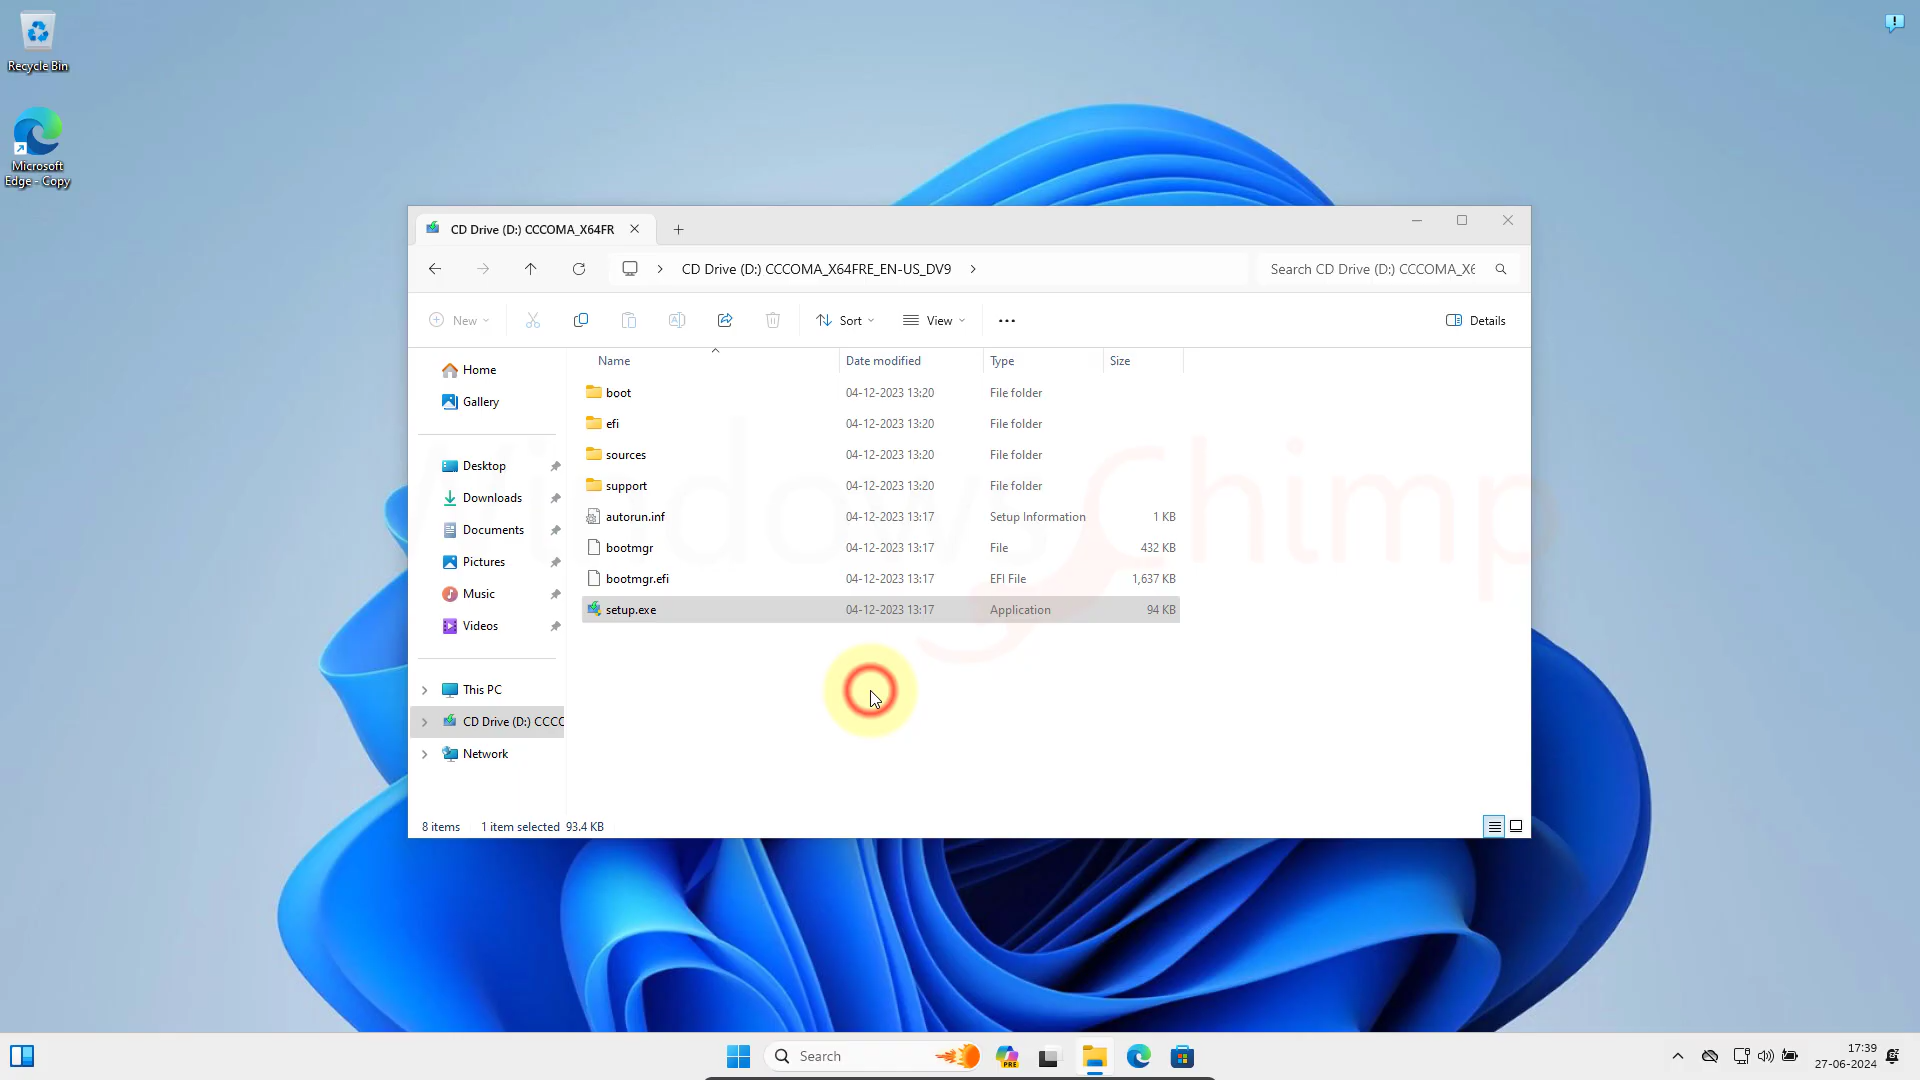 Recycle Bin
Microsoft
Edge - Copy
CD Drive (D:) CCCOMA_X64FR
CD Drive (D:) CCCOMA_X64FRE_EN-US_DV9
Search CD Drive (D:) CCCOMA_X6
New
Sort
View
Details
Name
Date modified
Type
Size
Home
Gallery
Desktop
Downloads
Documents
Pictures
Music
Videos
This PC
CD Drive (D:) CCCC
Network
boot 04-12-2023 13:20 File folder
efi 04-12-2023 13:20 File folder
sources 04-12-2023 13:20 File folder
support 04-12-2023 13:20 File folder
autorun.inf 04-12-2023 13:17 Setup Information 1 KB
bootmgr 04-12-2023 13:17 File 432 KB
bootmgr.efi 04-12-2023 13:17 EFI File 1,637 KB
setup.exe 04-12-2023 13:17 Application 94 KB
Windows Chimp
8 items 1 item selected 93.4 KB
Search
PRE
17:39
27-06-2024